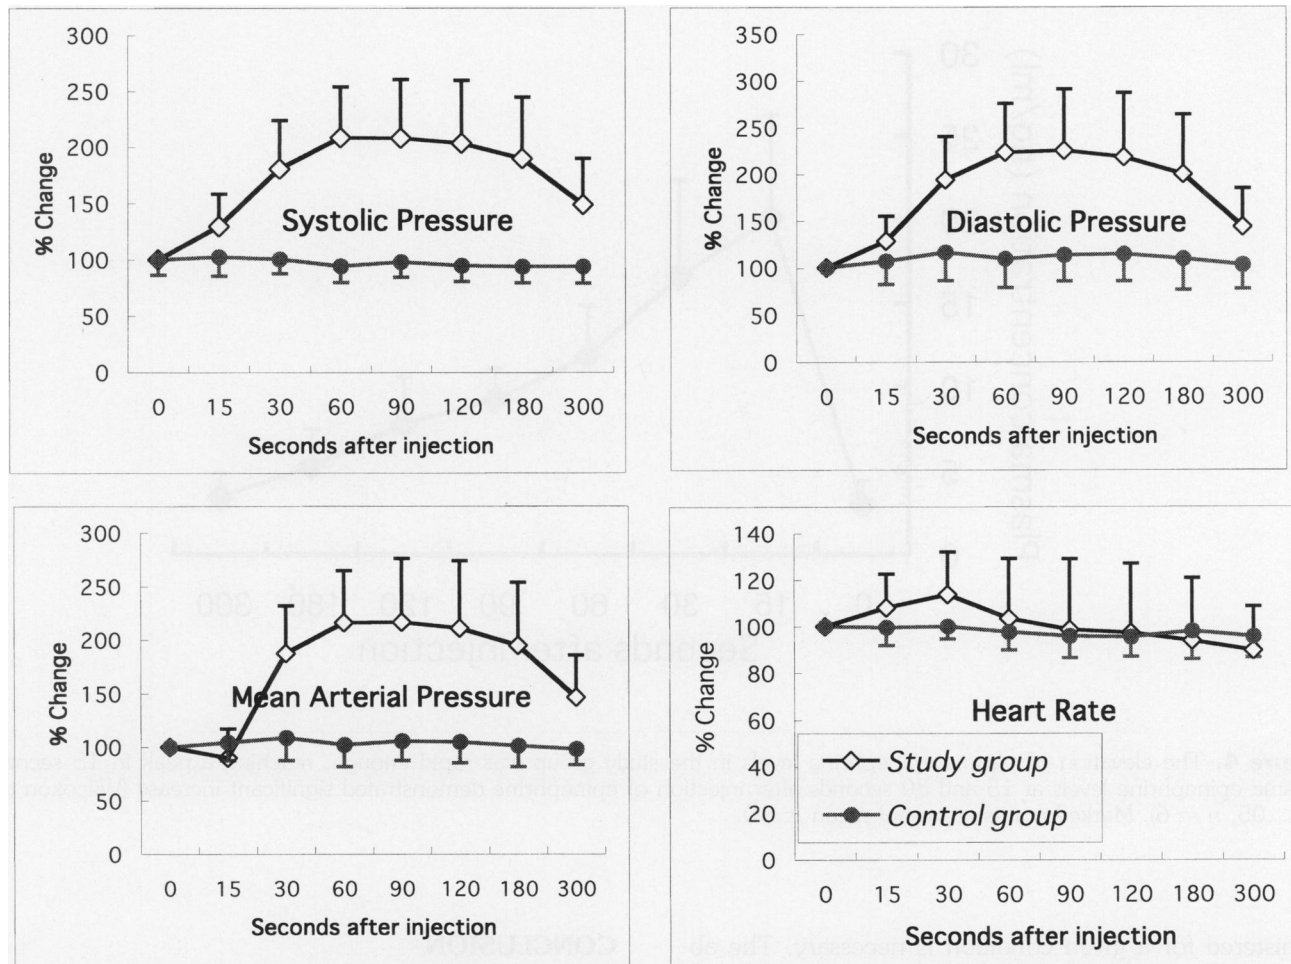 300
250
200
150
100
50
0
% Change
Systolic Pressure
0 15 30 60 90 120 180 300
Seconds after injection
350
300
250
200
150
100
50
0
% Change
Diastolic Pressure
0 15 30 60 90 120 180 300
Seconds after injection
300
250
200
150
100
50
0
% Change
Mean Arterial Pressure
0 15 30 60 90 120 180 300
Seconds after injection
140
120
100
80
60
40
20
0
% Change
Heart Rate
Study group
Control group
0 15 30 60 90 120 180 300
Seconds after injection